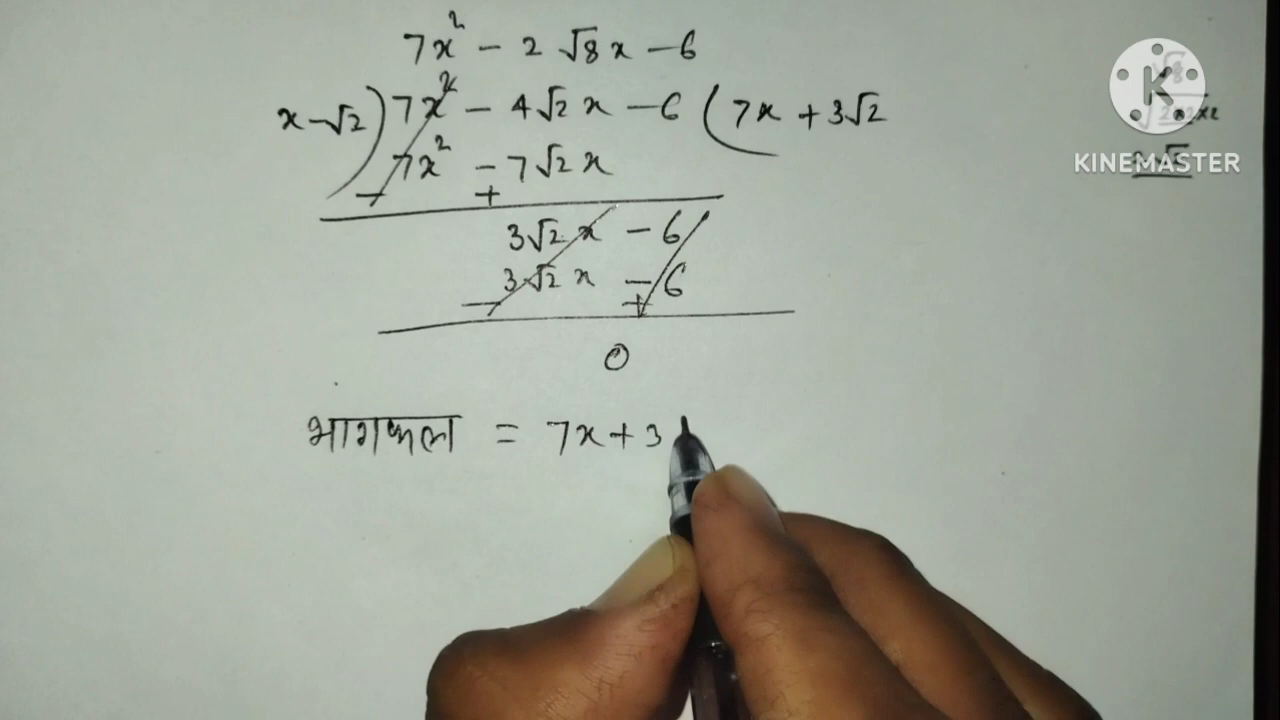 7x² - 2√8x - 6
x-√2)7x² - 4√2x - 6(7x + 3√2
7x² - 7√2x
- +
3√2x - 6
3√2x - 6
- +
0
भागफल = 7x+3
K
KINEMASTER